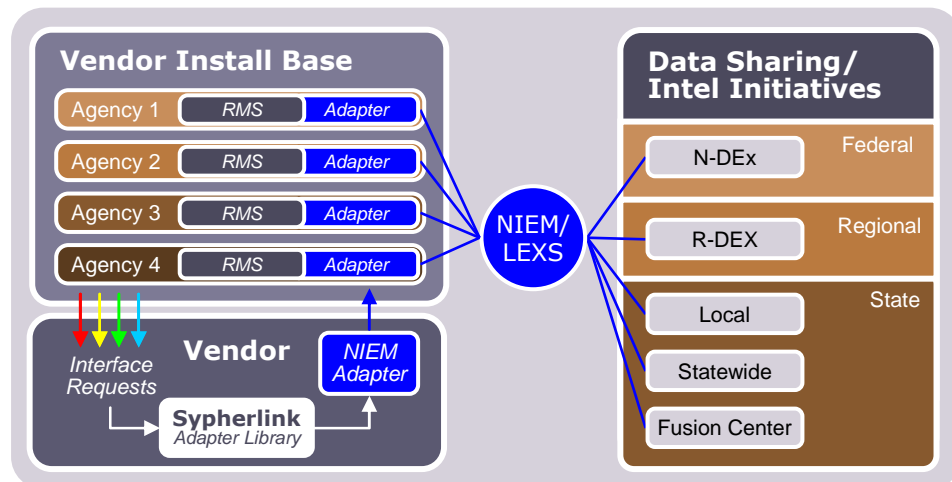 Vendor Install Base
Agency 1 RMS Adapter
Agency 2 RMS Adapter
Agency 3 RMS Adapter
Agency 4 RMS Adapter
Interface
Requests
Vendor
NIEM
Adapter
Sypherlink
Adapter Library
NIEM/
LEXS
Data Sharing/
Intel Initiatives
N-DEx Federal
R-DEX Regional
Local State
Statewide
Fusion Center